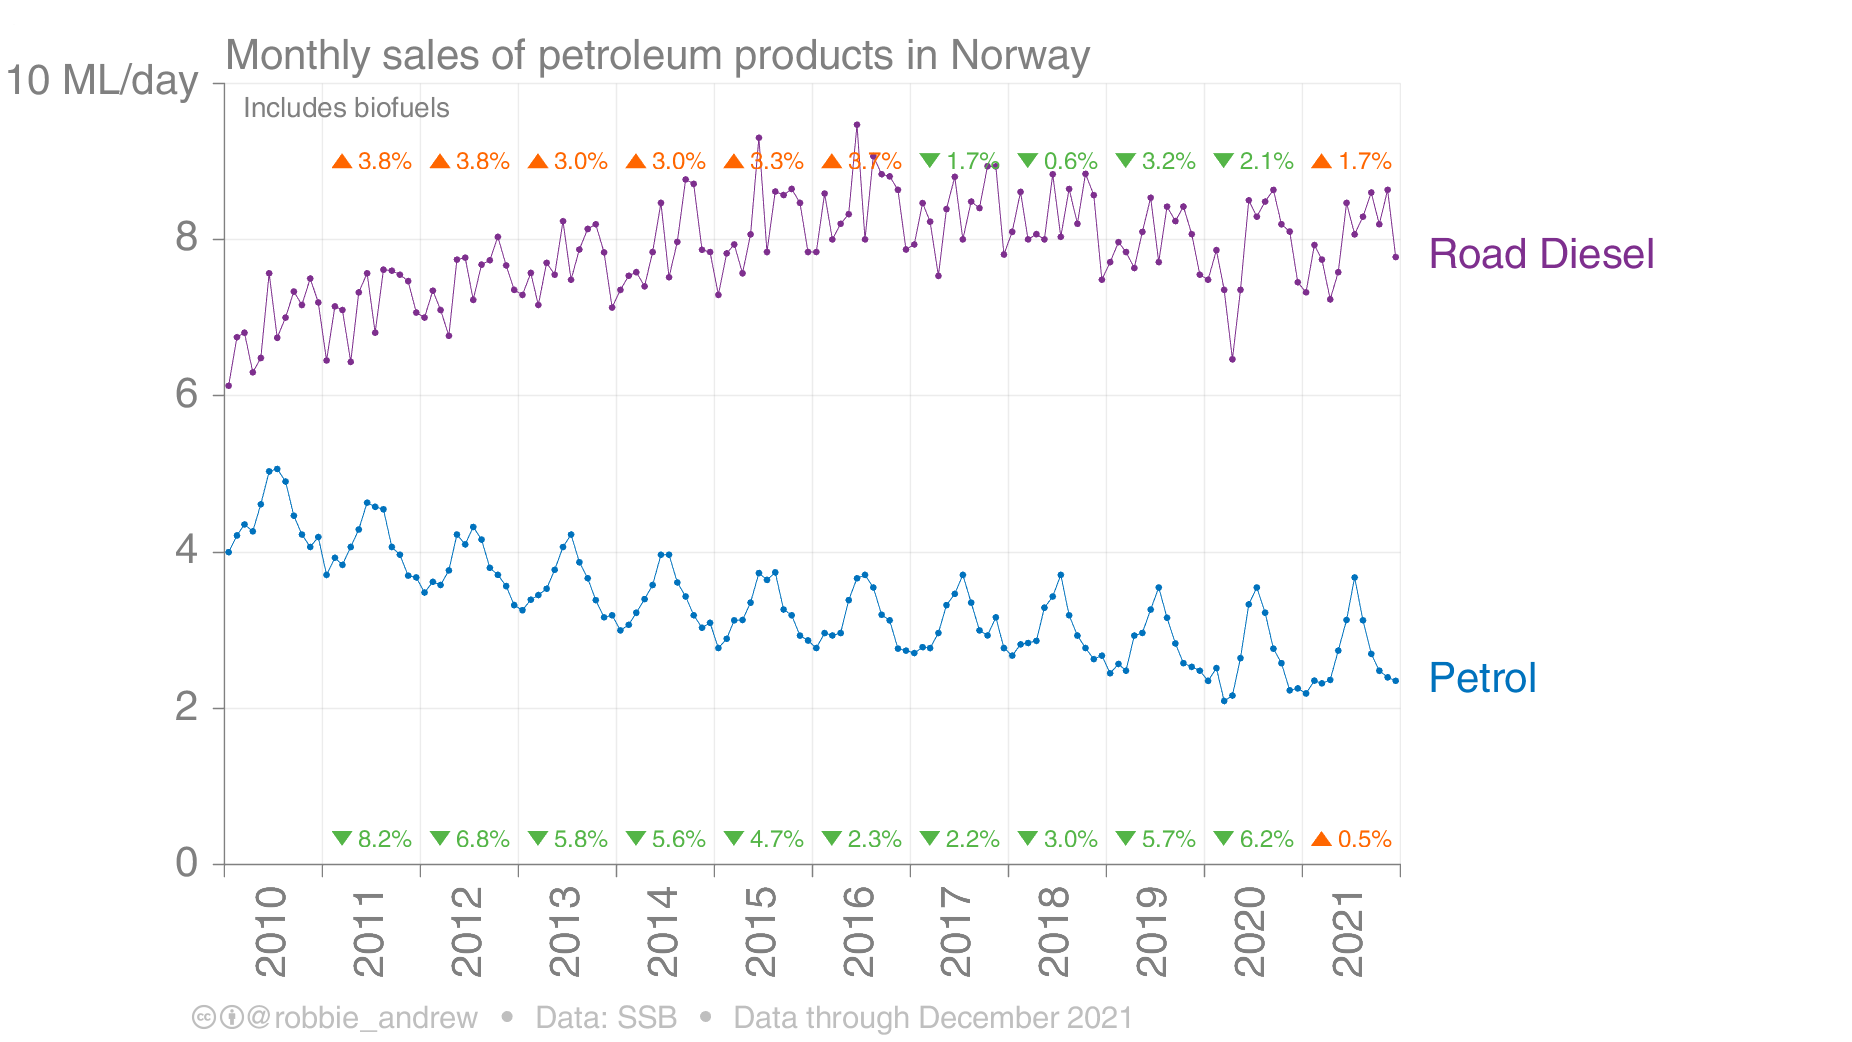 Monthly sales of petroleum products in Norway
10 ML/day
Includes biofuels
▲ 3.8% ▲ 3.8% ▲ 3.0% ▲ 3.0% ▲ 3.3% ▲ 3.7% ▼ 1.7% ▼ 0.6% ▼ 3.2% ▼ 2.1% ▲ 1.7%
8
Road Diesel
6
4
Petrol
2
▼ 8.2% ▼ 6.8% ▼ 5.8% ▼ 5.6% ▼ 4.7% ▼ 2.3% ▼ 2.2% ▼ 3.0% ▼ 5.7% ▼ 6.2% ▲ 0.5%
0
2010 2011 2012 2013 2014 2015 2016 2017 2018 2019 2020 2021
@robbie_andrew • Data: SSB • Data through December 2021